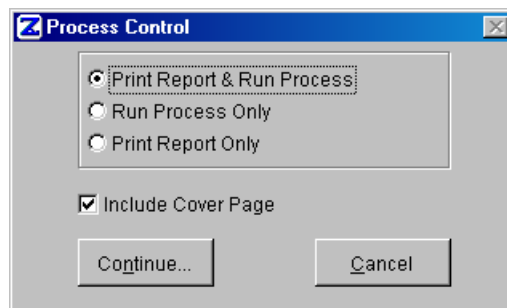 Process Control
Print Report & Run Process
Run Process Only
Print Report Only
Include Cover Page
Continue... Cancel